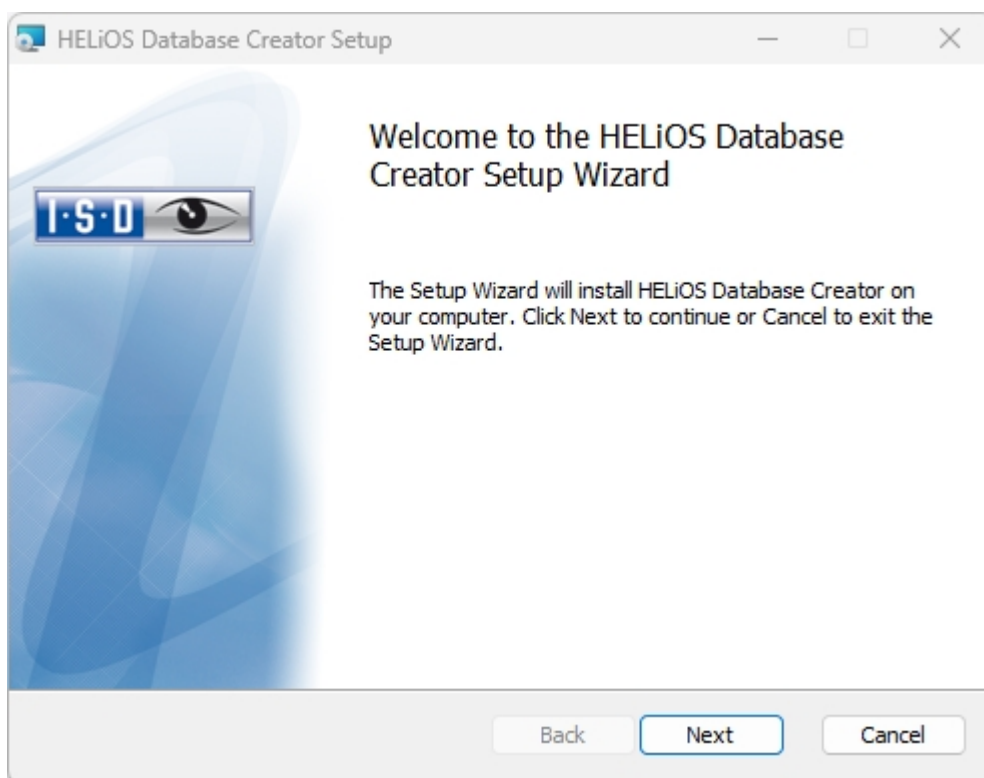 HELiOS Database Creator Setup
Welcome to the HELiOS Database
Creator Setup Wizard
I·S·D
The Setup Wizard will install HELiOS Database Creator on
your computer. Click Next to continue or Cancel to exit the
Setup Wizard.
Back
Next
Cancel